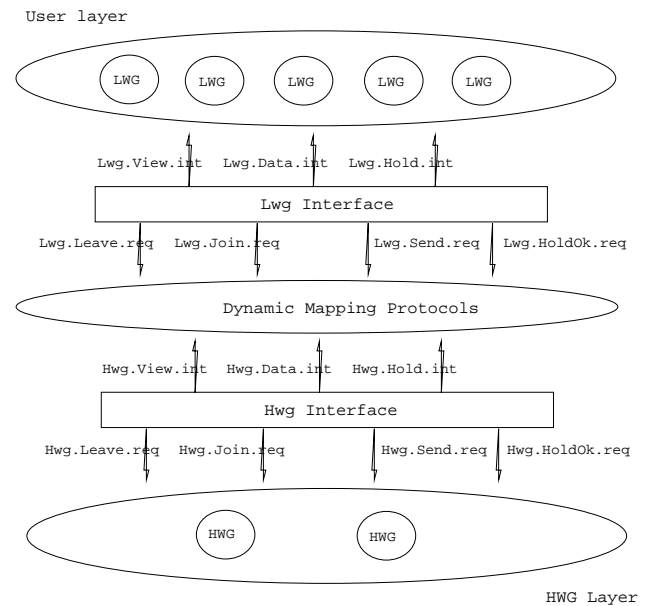 User layer
LWG LWG LWG LWG LWG
Lwg.View.int Lwg.Data.int Lwg.Hold.int
Lwg Interface
Lwg.Leave.req Lwg.Join.req Lwg.Send.req Lwg.HoldOk.req
Dynamic Mapping Protocols
Hwg.View.int Hwg.Data.int Hwg.Hold.int
Hwg Interface
Hwg.Leave.req Hwg.Join.req Hwg.Send.req Hwg.HoldOk.req
HWG HWG
HWG Layer